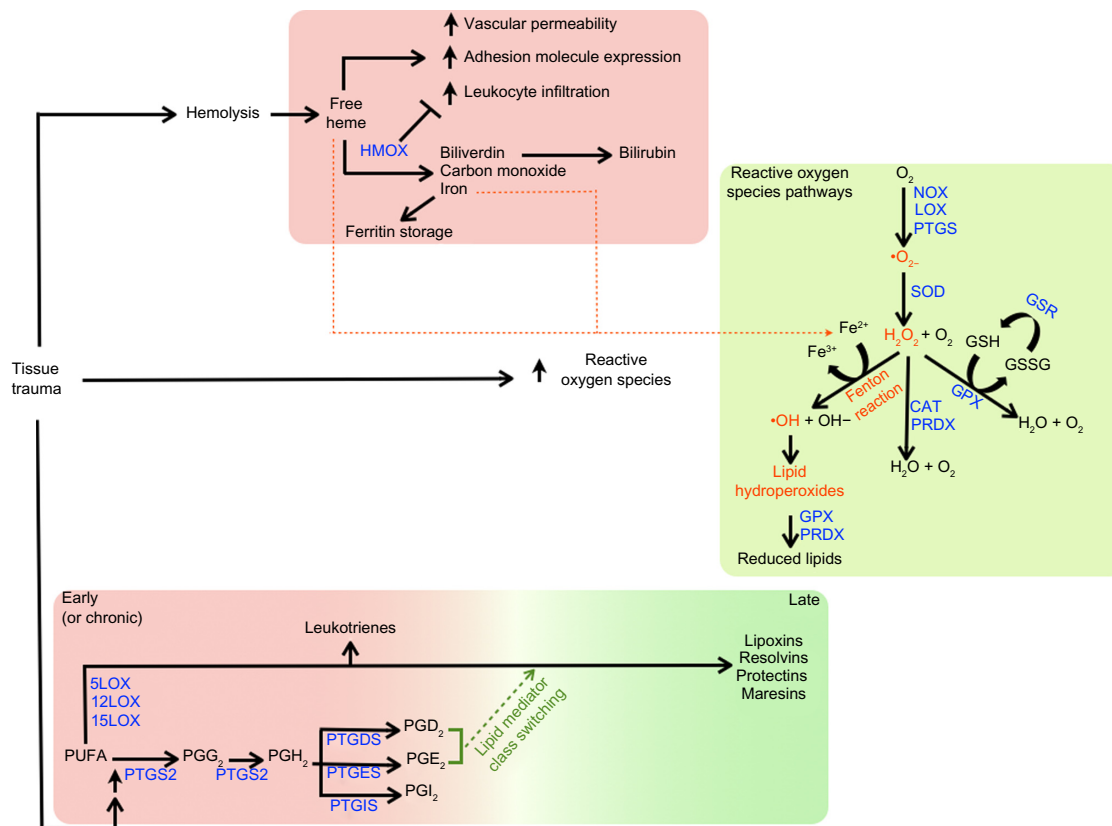 Vascular permeability
Adhesion molecule expression
Leukocyte infiltration
Hemolysis
Free
heme
HMOX
Biliverdin
Carbon monoxide
Iron
Bilirubin
Ferritin storage
Tissue
trauma
Reactive
oxygen species
Reactive oxygen
species pathways
O₂
NOX
LOX
PTGS
•O₂−
SOD
Fe²⁺
H₂O₂ + O₂
Fe³⁺
GSH
GSR
GSSG
Fenton
reaction
GPX
CAT
PRDX
•OH + OH−
H₂O + O₂
H₂O + O₂
Lipid
hydroperoxides
GPX
PRDX
Reduced lipids
Early
(or chronic)
Late
Leukotrienes
Lipoxins
Resolvins
Protectins
Maresins
5LOX
12LOX
15LOX
PUFA
PTGS2
PGG₂
PTGS2
PGH₂
PTGDS
PGD₂
PTGES
PGE₂
PTGIS
PGI₂
Lipid mediator
class switching